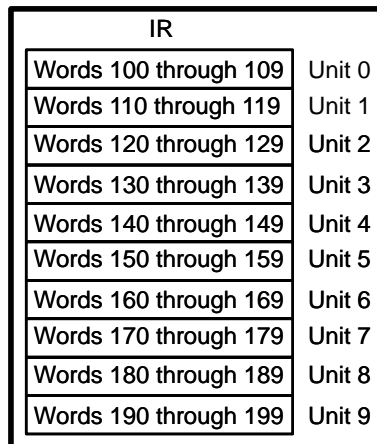 IR
Words 100 through 109 Unit 0
Words 110 through 119 Unit 1
Words 120 through 129 Unit 2
Words 130 through 139 Unit 3
Words 140 through 149 Unit 4
Words 150 through 159 Unit 5
Words 160 through 169 Unit 6
Words 170 through 179 Unit 7
Words 180 through 189 Unit 8
Words 190 through 199 Unit 9